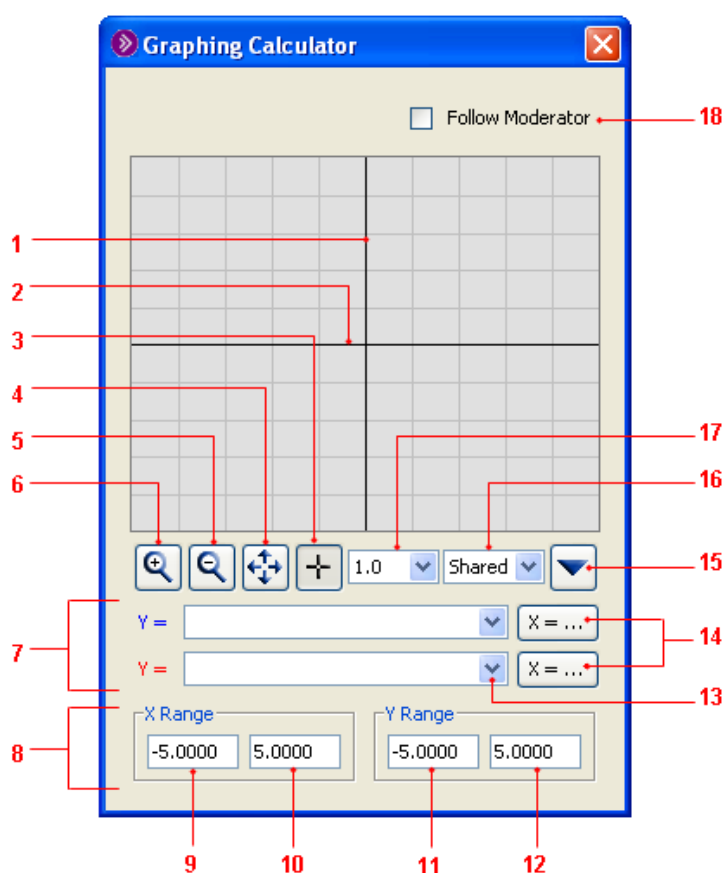 Graphing Calculator
Follow Moderator
18
1
2
3
4
5
6
17
16
1.0
Shared
15
Y =
X = ...
7
14
Y =
X = ...
13
X Range
Y Range
8
-5.0000
5.0000
-5.0000
5.0000
9
10
11
12